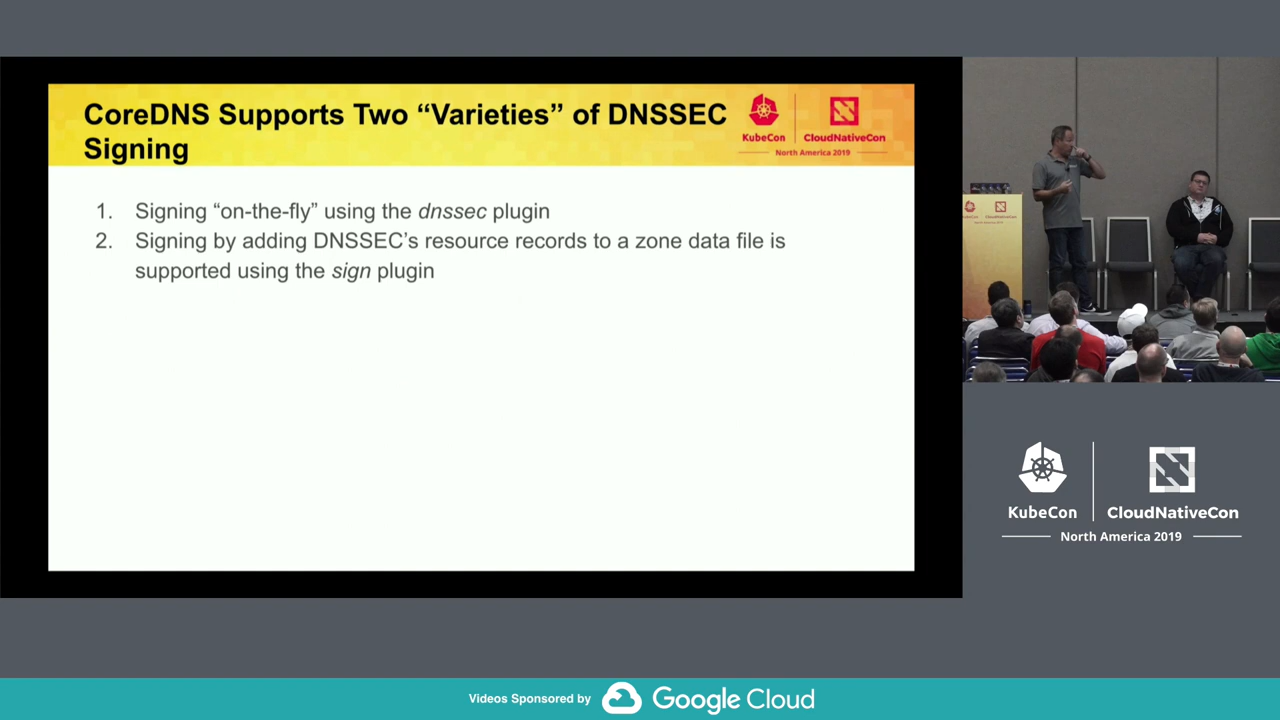 CoreDNS Supports Two “Varieties” of DNSSEC
Signing
KubeCon
CloudNativeCon
North America 2019
1. Signing “on-the-fly” using the dnssec plugin
2. Signing by adding DNSSEC’s resource records to a zone data file is
supported using the sign plugin
KubeCon
CloudNativeCon
KubeCon
CloudNativeCon
North America 2019
Videos Sponsored by
Google Cloud